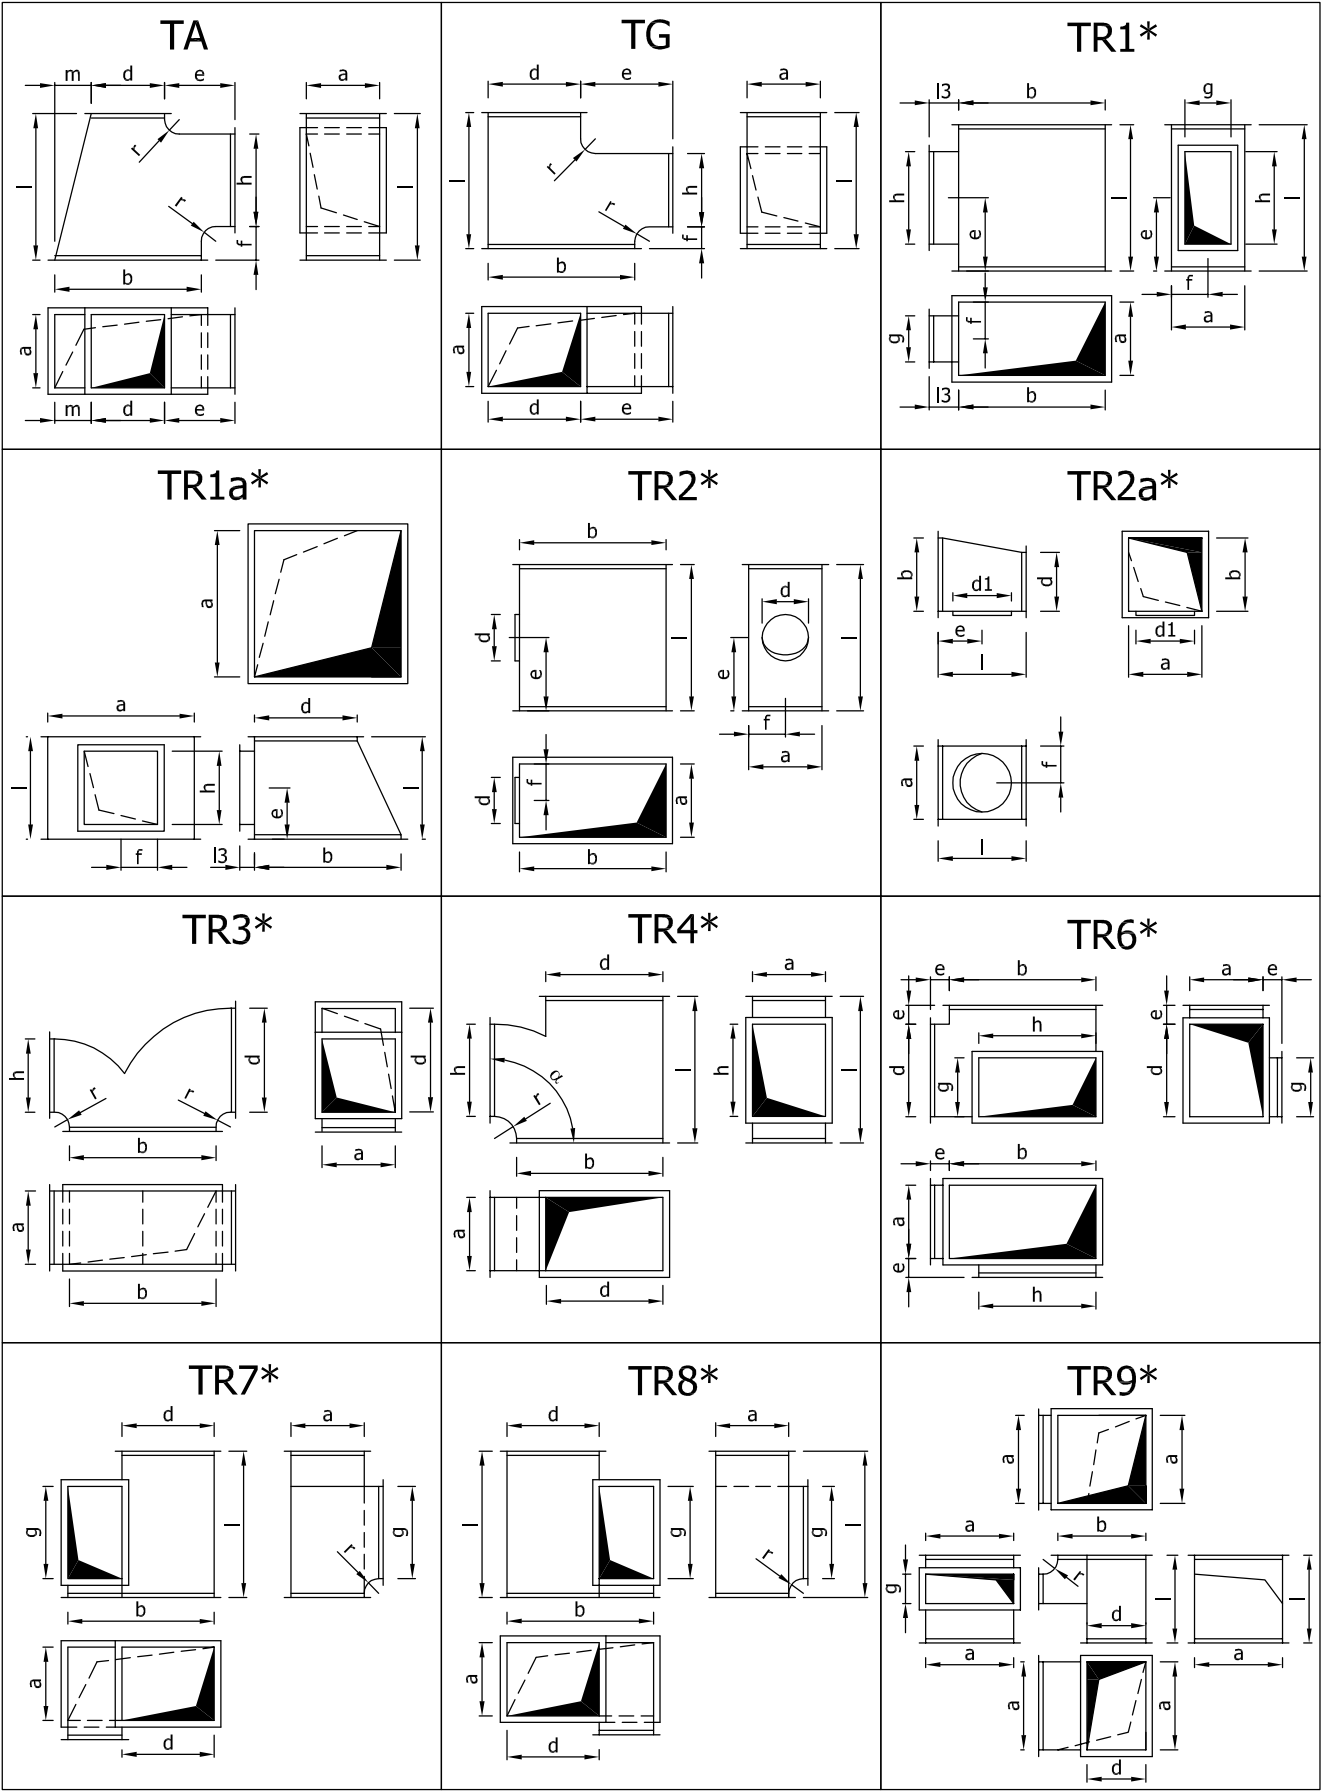 TA
m d e a
r
l h l
r
f
b
a
m d e
TG
d e a
r
l h l
r
f
b
a
d e
TR1*
l3 b g
h l h l
e e
f
a
f
g a
l3 b
TR1a*
a
a d
l h l
e
f l3 b
TR2*
b
d
d l l
e e
f
a
f
d a
b
TR2a*
b d1 d b
e d1
l a
a f
l
TR3*
h d d
r r
b a
a
b
TR4*
d a
h α l h l
r
b
a
d
TR6*
e b a e
e e
h
d g d g
e b
a
e
h
TR7*
d a
g l g
r
b
a
d
TR8*
d a
l g g l
r
b
a
d
TR9*
a a
a b
g r l l
d
a a
a a
d